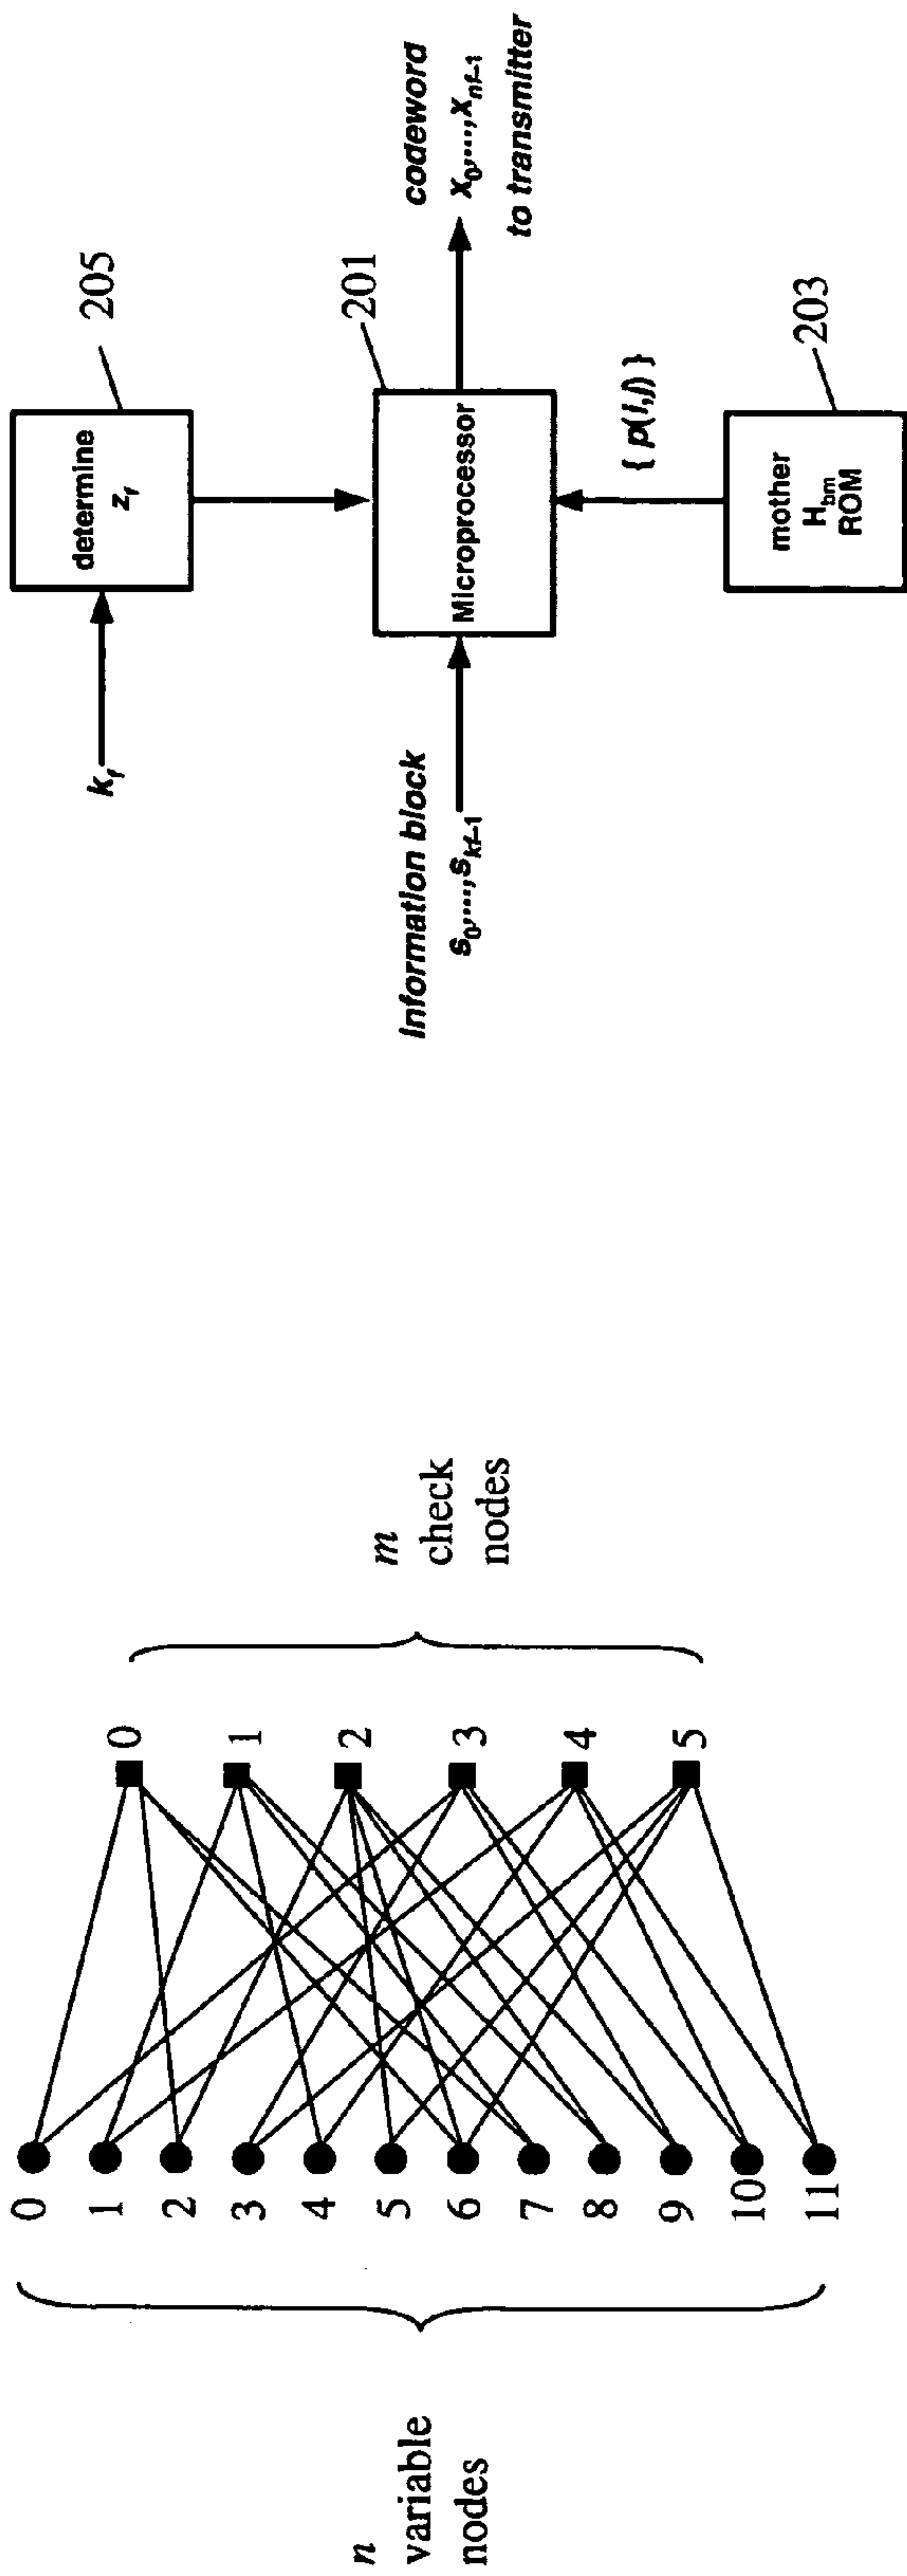 n
variable
nodes
0
1
2
3
4
5
6
7
8
9
10
11
0
1
2
3
4
5
m
check
nodes
k_f
determine
z_f
205
Information block
s_0,...,s_kf-1
Microprocessor
201
codeword
x_0,...,x_nf-1
to transmitter
{ p(i,j) }
mother
H_bm
ROM
203